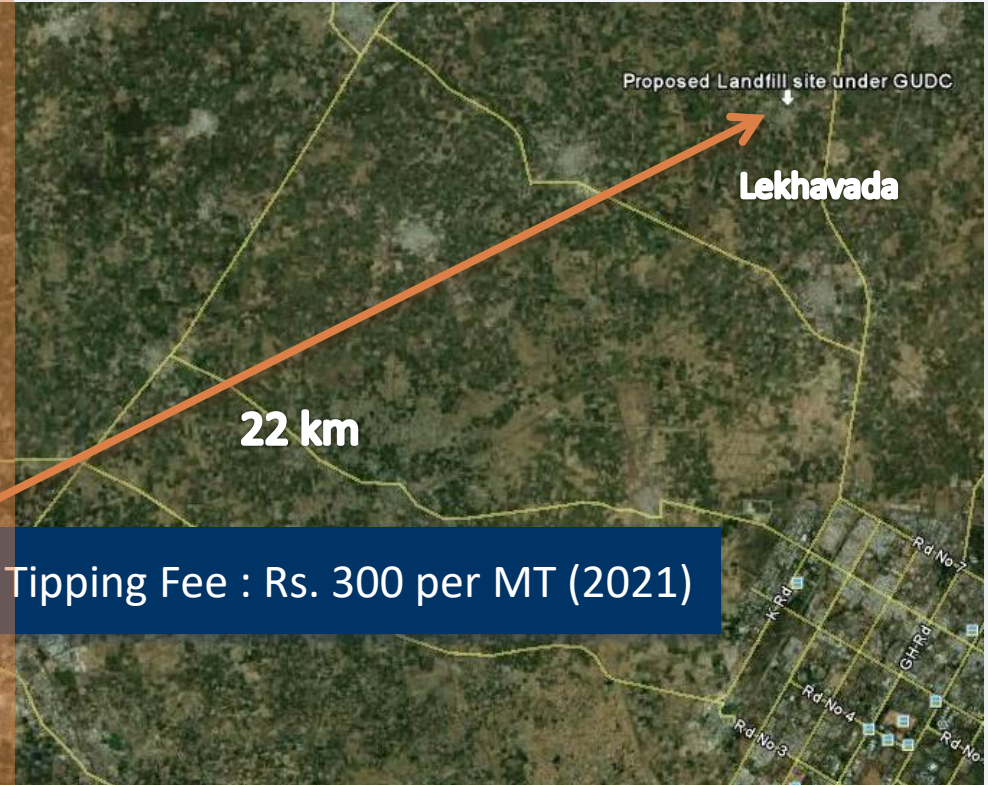 Proposed Landfill site under GUDC
Lekhavada
22 km
Tipping Fee : Rs. 300 per MT (2021)
Rd-No-7
K-Rd
GH-Rd
Rd-No-4
Rd-No-3
Rd-No